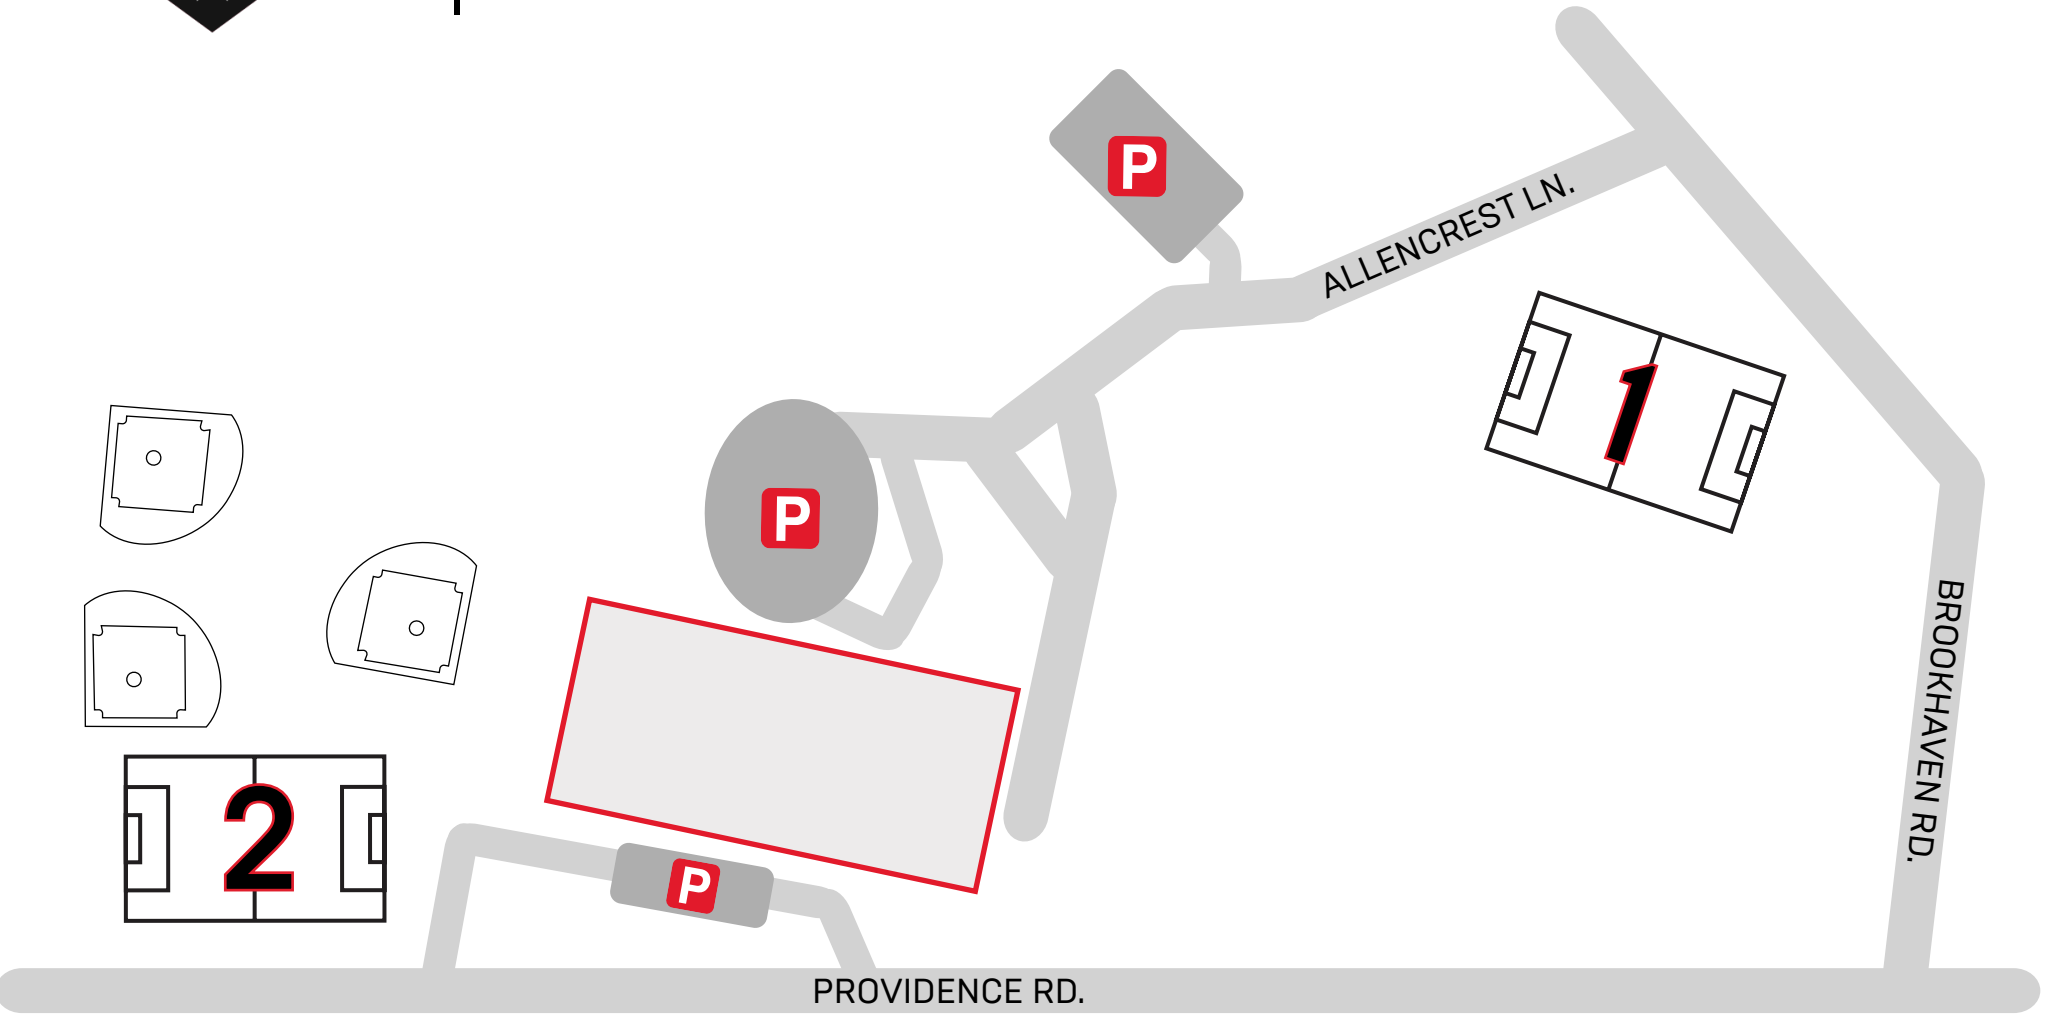 P
ALLENCREST LN.
1
P
BROOKHAVEN RD.
2
P
PROVIDENCE RD.